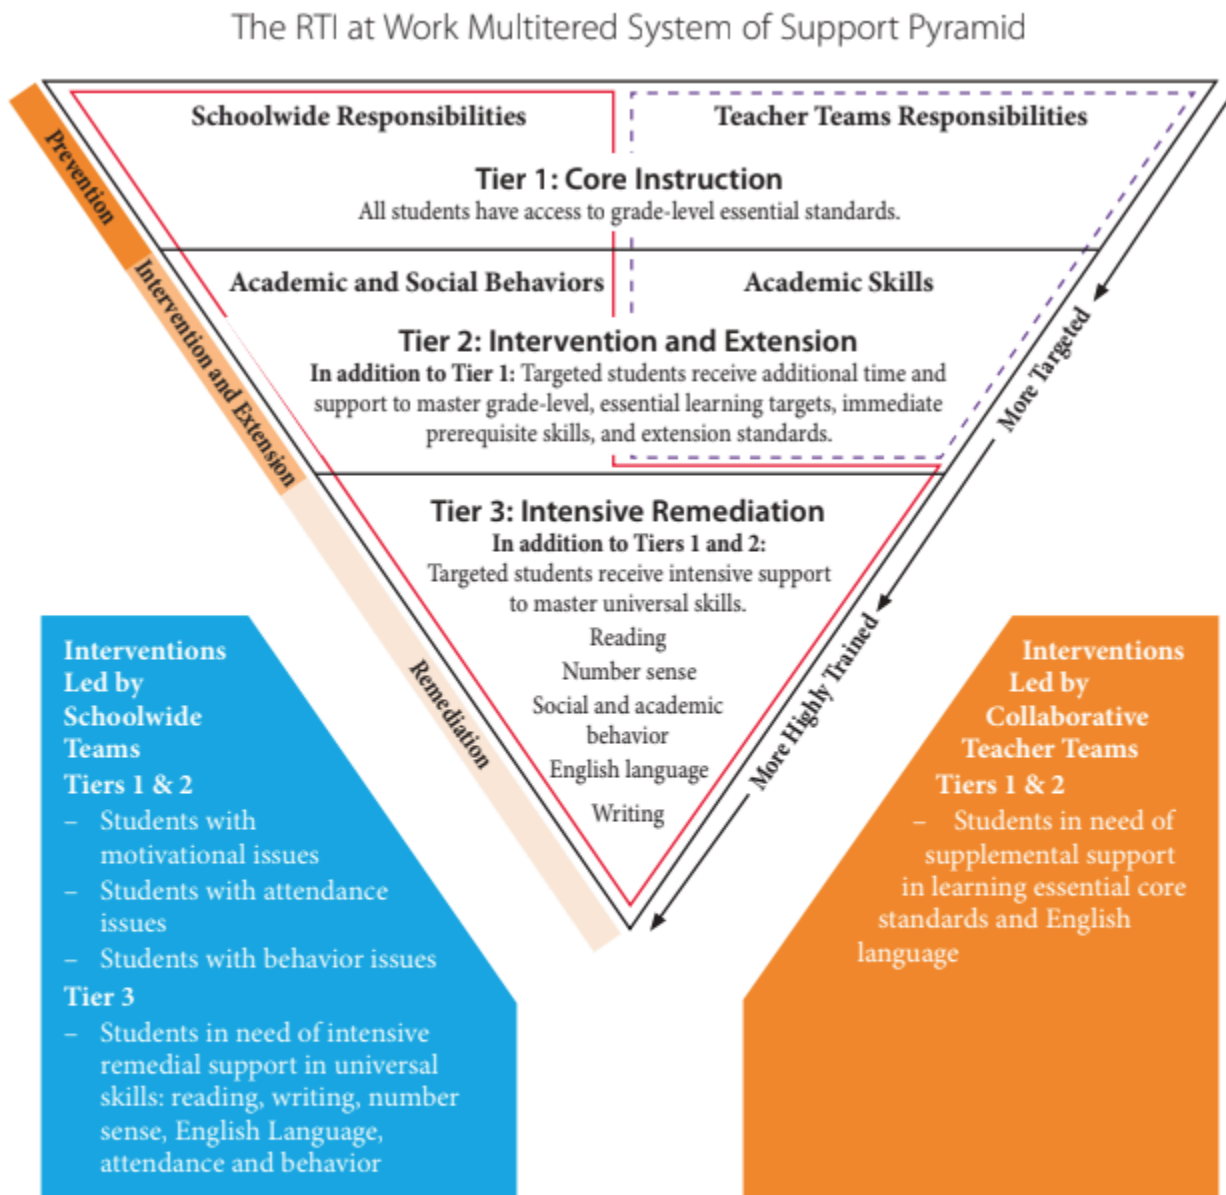 The RTI at Work Multitered System of Support Pyramid
Schoolwide Responsibilities
Teacher Teams Responsibilities
Prevention
Tier 1: Core Instruction
All students have access to grade-level essential standards.
Intervention and Extension
Academic and Social Behaviors
Academic Skills
Tier 2: Intervention and Extension
In addition to Tier 1: Targeted students receive additional time and
support to master grade-level, essential learning targets, immediate
prerequisite skills, and extension standards.
More Targeted
Tier 3: Intensive Remediation
In addition to Tiers 1 and 2:
Targeted students receive intensive support
to master universal skills.
Reading
Number sense
Social and academic
behavior
English language
Writing
Remediation
More Highly Trained
Interventions
Led by
Schoolwide
Teams
Tiers 1 & 2
– Students with
motivational issues
– Students with attendance
issues
– Students with behavior issues
Tier 3
– Students in need of intensive
remedial support in universal
skills: reading, writing, number
sense, English Language,
attendance and behavior
Interventions
Led by
Collaborative
Teacher Teams
Tiers 1 & 2
– Students in need of
supplemental support
in learning essential core
standards and English
language